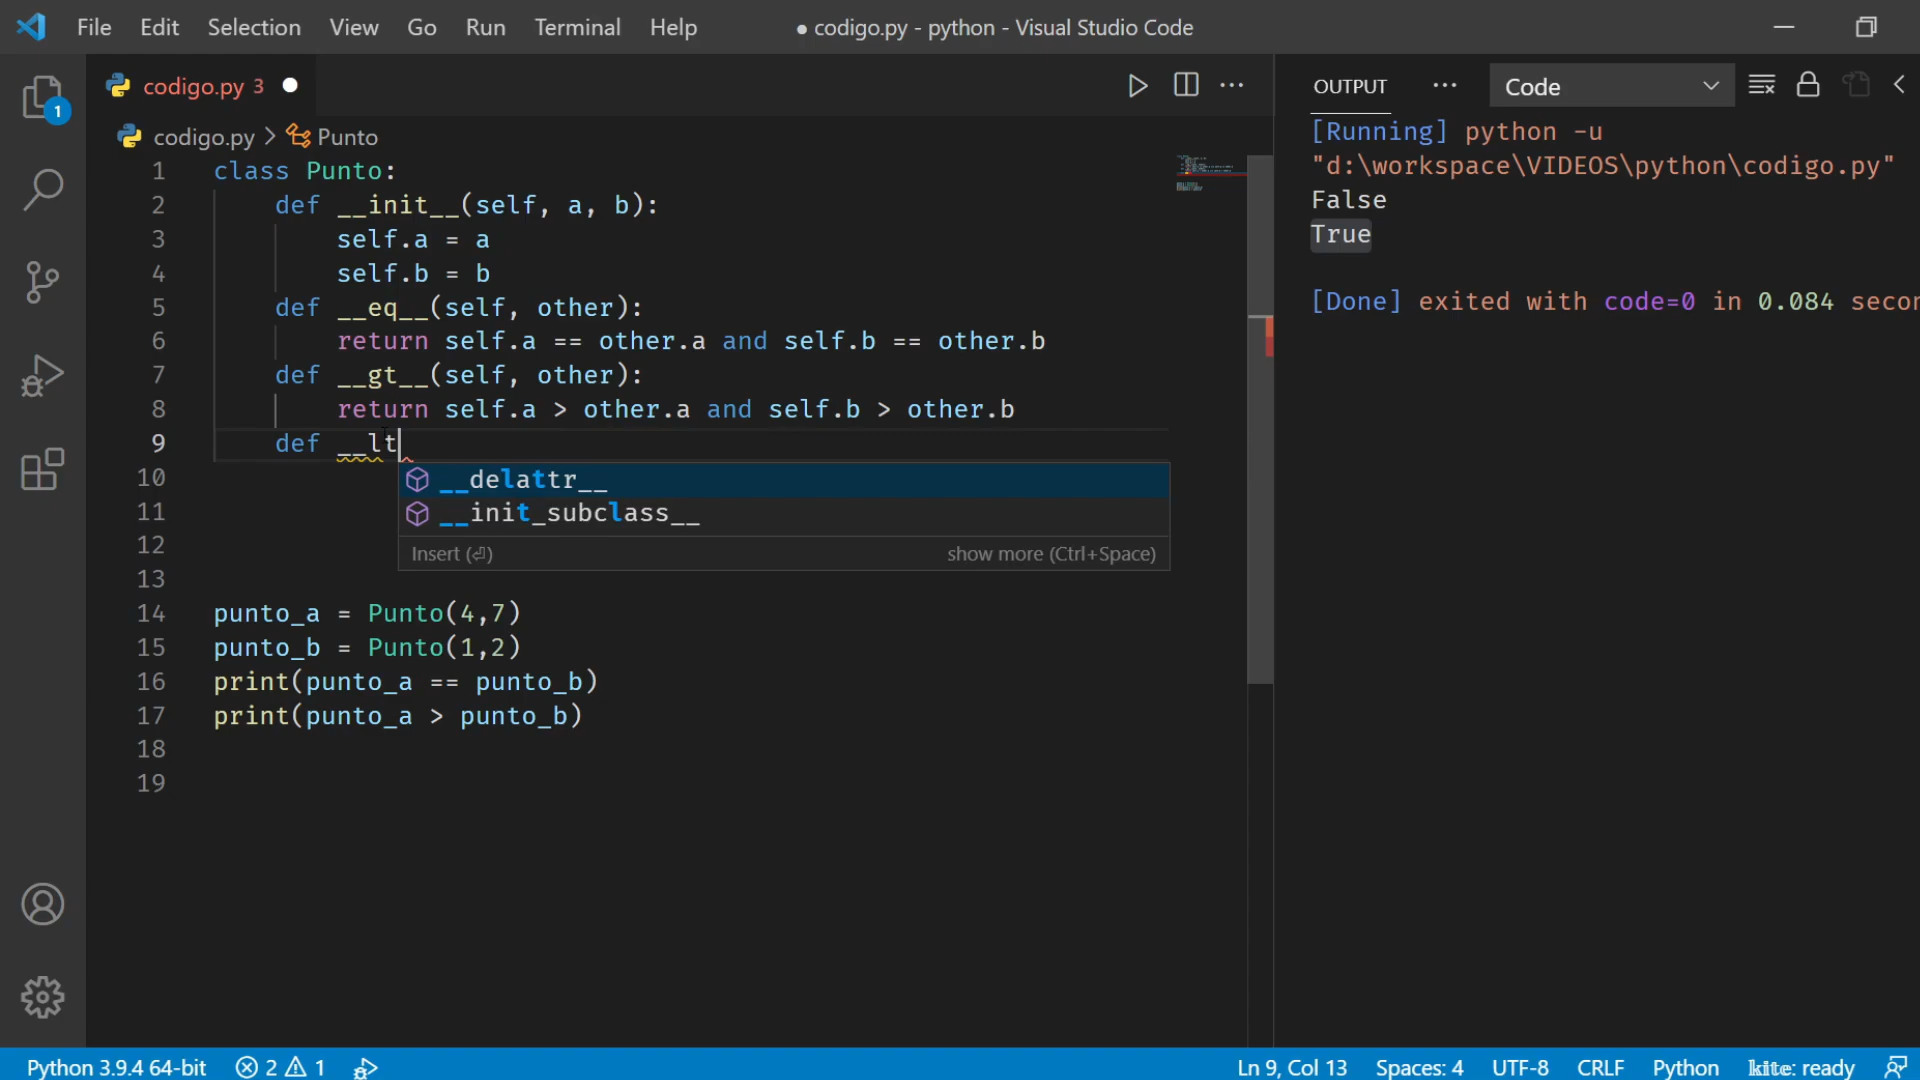 File Edit Selection View Go Run Terminal Help ● codigo.py - python - Visual Studio Code
codigo.py 3
OUTPUT ... Code
1
codigo.py > Punto
1 class Punto:
2 def __init__(self, a, b):
3 self.a = a
4 self.b = b
5 def __eq__(self, other):
6 return self.a == other.a and self.b == other.b
7 def __gt__(self, other):
8 return self.a > other.a and self.b > other.b
9 def __lt
__delattr__
__init_subclass__
Insert (⏎) show more (Ctrl+Space)
10
11
12
13
14 punto_a = Punto(4,7)
15 punto_b = Punto(1,2)
16 print(punto_a == punto_b)
17 print(punto_a > punto_b)
18
19
[Running] python -u
"d:\workspace\VIDEOS\python\codigo.py"
False
True
[Done] exited with code=0 in 0.084 secon
Python 3.9.4 64-bit 2 1 Ln 9, Col 13 Spaces: 4 UTF-8 CRLF Python kite: ready